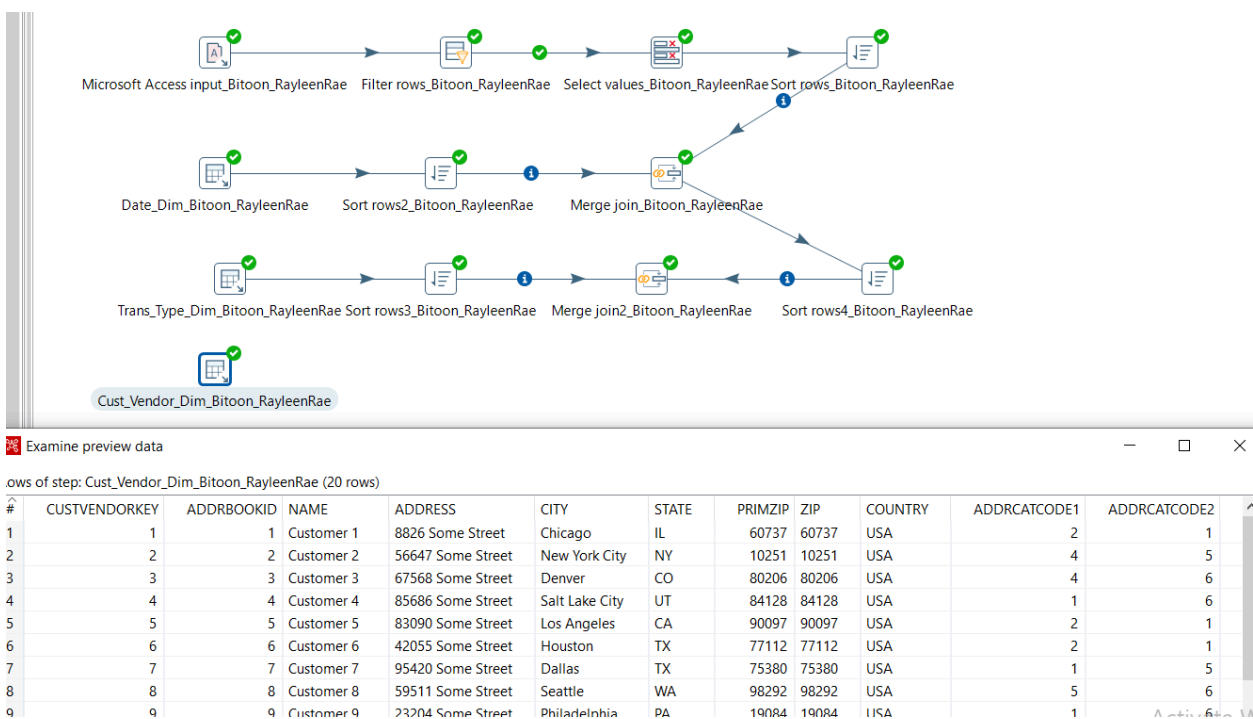 Microsoft Access input_Bitoon_RayleenRae Filter rows_Bitoon_RayleenRae Select values_Bitoon_RayleenRae Sort rows_Bitoon_RayleenRae
Date_Dim_Bitoon_RayleenRae Sort rows2_Bitoon_RayleenRae Merge join_Bitoon_RayleenRae
Trans_Type_Dim_Bitoon_RayleenRae Sort rows3_Bitoon_RayleenRae Merge join2_Bitoon_RayleenRae Sort rows4_Bitoon_RayleenRae
Cust_Vendor_Dim_Bitoon_RayleenRae
Examine preview data
ows of step: Cust_Vendor_Dim_Bitoon_RayleenRae (20 rows)
# CUSTVENDORKEY ADDRBOOKID NAME ADDRESS CITY STATE PRIMZIP ZIP COUNTRY ADDRCATCODE1 ADDRCATCODE2
1 1 1 Customer 1 8826 Some Street Chicago IL 60737 60737 USA 2 1
2 2 2 Customer 2 56647 Some Street New York City NY 10251 10251 USA 4 5
3 3 3 Customer 3 67568 Some Street Denver CO 80206 80206 USA 4 6
4 4 4 Customer 4 85686 Some Street Salt Lake City UT 84128 84128 USA 1 6
5 5 5 Customer 5 83090 Some Street Los Angeles CA 90097 90097 USA 2 1
6 6 6 Customer 6 42055 Some Street Houston TX 77112 77112 USA 2 1
7 7 7 Customer 7 95420 Some Street Dallas TX 75380 75380 USA 1 5
8 8 8 Customer 8 59511 Some Street Seattle WA 98292 98292 USA 5 6
9 9 9 Customer 9 23204 Some Street Philadelphia PA 19084 19084 USA 1 6